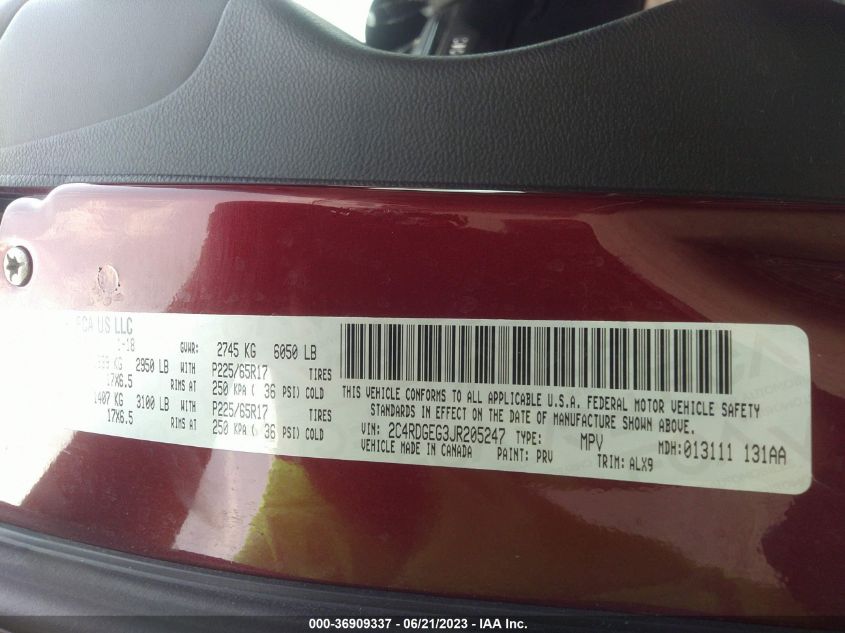 FCA US LLC
-18 GVWR: 2745 KG 6050 LB
KG 2950 LB WITH P225/65R17 TIRES
17X6.5 RIMS AT 250 KPA ( 36 PSI) COLD
1407 KG 3100 LB WITH P225/65R17 TIRES
17X6.5 RIMS AT 250 KPA ( 36 PSI) COLD
THIS VEHICLE CONFORMS TO ALL APPLICABLE U.S.A. FEDERAL MOTOR VEHICLE SAFETY
STANDARDS IN EFFECT ON THE DATE OF MANUFACTURE SHOWN ABOVE.
VIN: 2C4RDGEG3JR205247 TYPE: MPV MDH:013111 131AA
VEHICLE MADE IN CANADA PAINT: PRV TRIM: ALX9
000-36909337 - 06/21/2023 - IAA Inc.